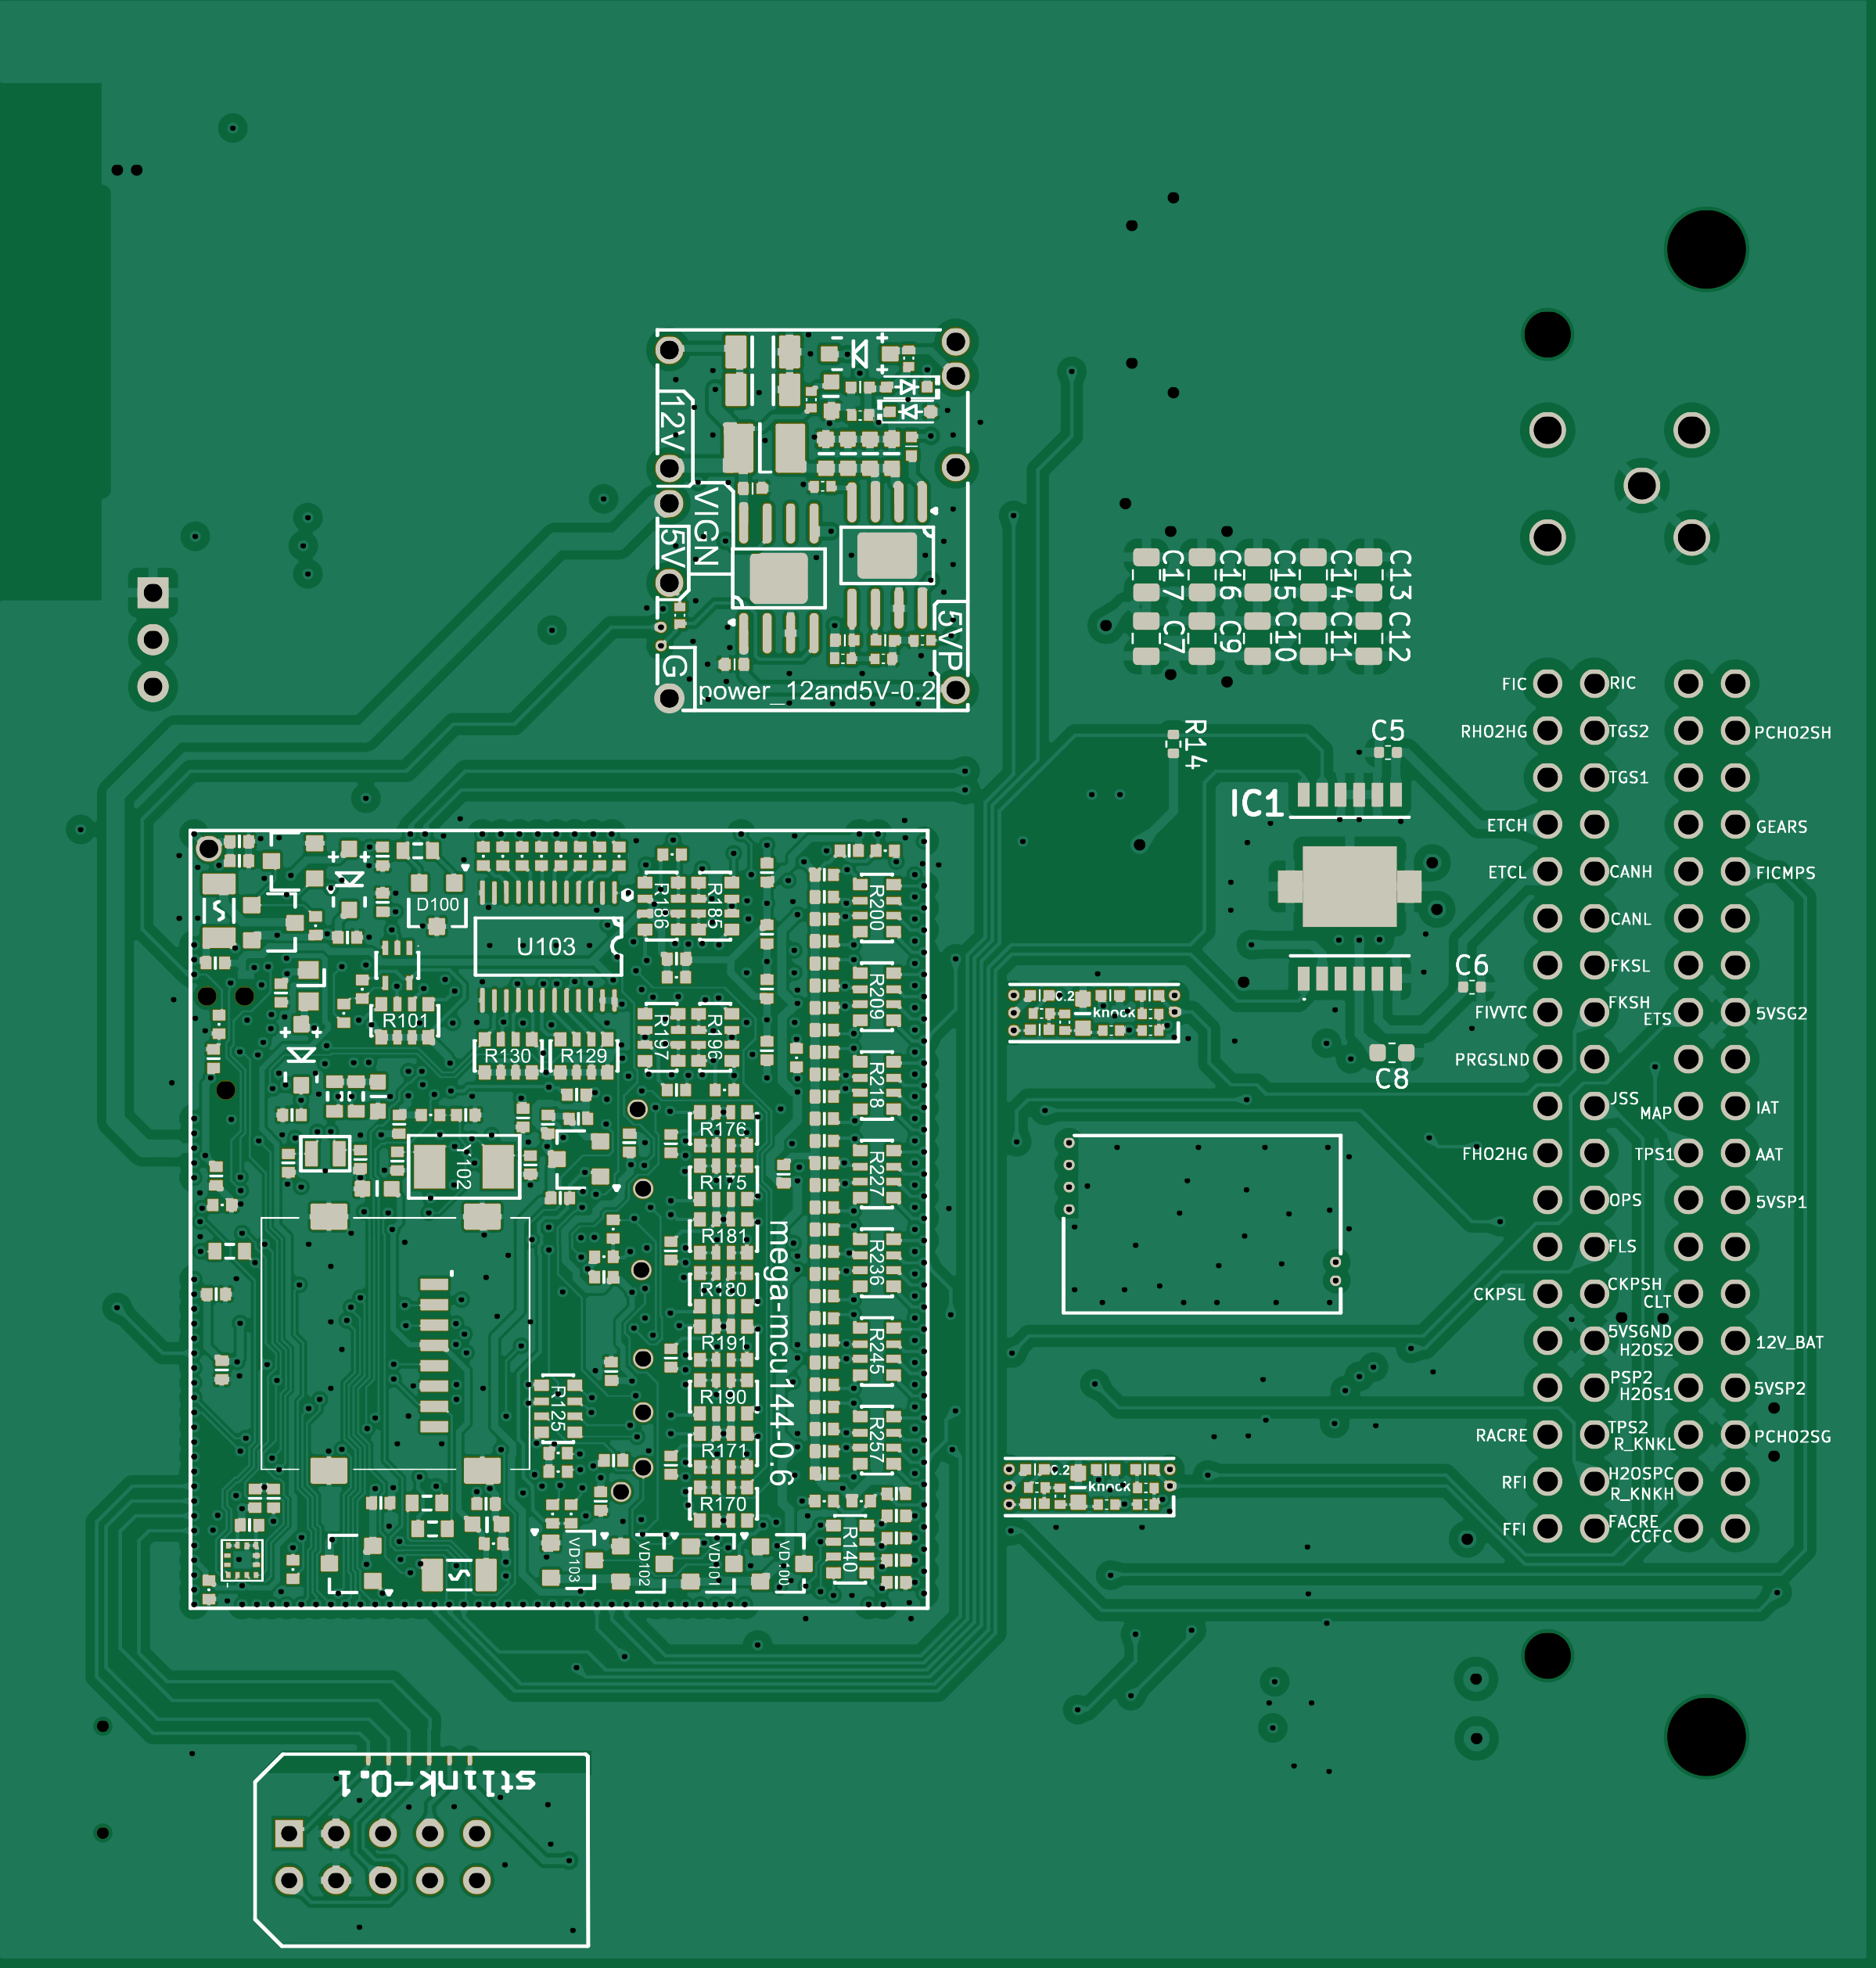 12V
VIGN
5V
G
5VP
power_12and5V-0.2
C17
C16
C15
C14
C13
C7
C9
C10
C11
C12
R14
C5
IC1
C6
C8
FIC
RIC
RHO2HG
TGS2
PCHO2SH
TGS1
ETCH
GEARS
ETCL
CANH
FICMPS
CANL
FKSL
FIVVTC
FKSH
ETS
5VSG2
PRGSLND
JSS
MAP
IAT
FHO2HG
TPS1
AAT
OPS
5VSP1
FLS
CKPSL
CKPSH
CLT
5VSGND
H2OS2
12V_BAT
PSP2
H2OS1
5VSP2
RACRE
TPS2
R_KNKL
PCHO2SG
RFI
H2OSPC
R_KNKH
FFI
FACRE
CCFC
D100
U103
R186
R185
R200
R101
R130
R129
R197
R196
R209
R218
R176
Y102
R175
R227
R181
R236
R180
R191
R245
R190
R125
R171
R257
R170
R140
mega-mcu144-0.6
VD103
VD102
VD101
VD100
knock
knock
stlink-0.1